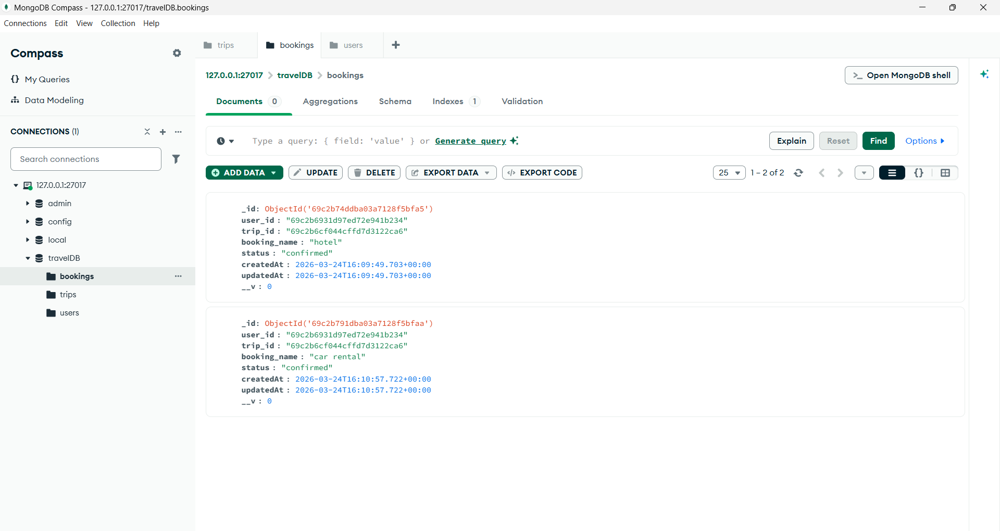 MongoDB Compass - 127.0.0.1:27017/travelDB.bookings
Connections Edit View Collection Help
Compass
{} My Queries
Data Modeling
CONNECTIONS (1)
Search connections
127.0.0.1:27017
admin
config
local
travelDB
bookings
trips
users
trips bookings users
127.0.0.1:27017 > travelDB > bookings
>_ Open MongoDB shell
Documents 0 Aggregations Schema Indexes 1 Validation
Type a query: { field: 'value' } or Generate query
Explain Reset Find Options
ADD DATA UPDATE DELETE EXPORT DATA </> EXPORT CODE
25 1 – 2 of 2 {}
_id: ObjectId('69c2b74ddba03a7128f5bfa5')
user_id : "69c2b6931d97ed72e941b234"
trip_id : "69c2b6cf044cffd7d3122ca6"
booking_name : "hotel"
status : "confirmed"
createdAt : 2026-03-24T16:09:49.703+00:00
updatedAt : 2026-03-24T16:09:49.703+00:00
__v : 0
_id: ObjectId('69c2b791dba03a7128f5bfaa')
user_id : "69c2b6931d97ed72e941b234"
trip_id : "69c2b6cf044cffd7d3122ca6"
booking_name : "car rental"
status : "confirmed"
createdAt : 2026-03-24T16:10:57.722+00:00
updatedAt : 2026-03-24T16:10:57.722+00:00
__v : 0